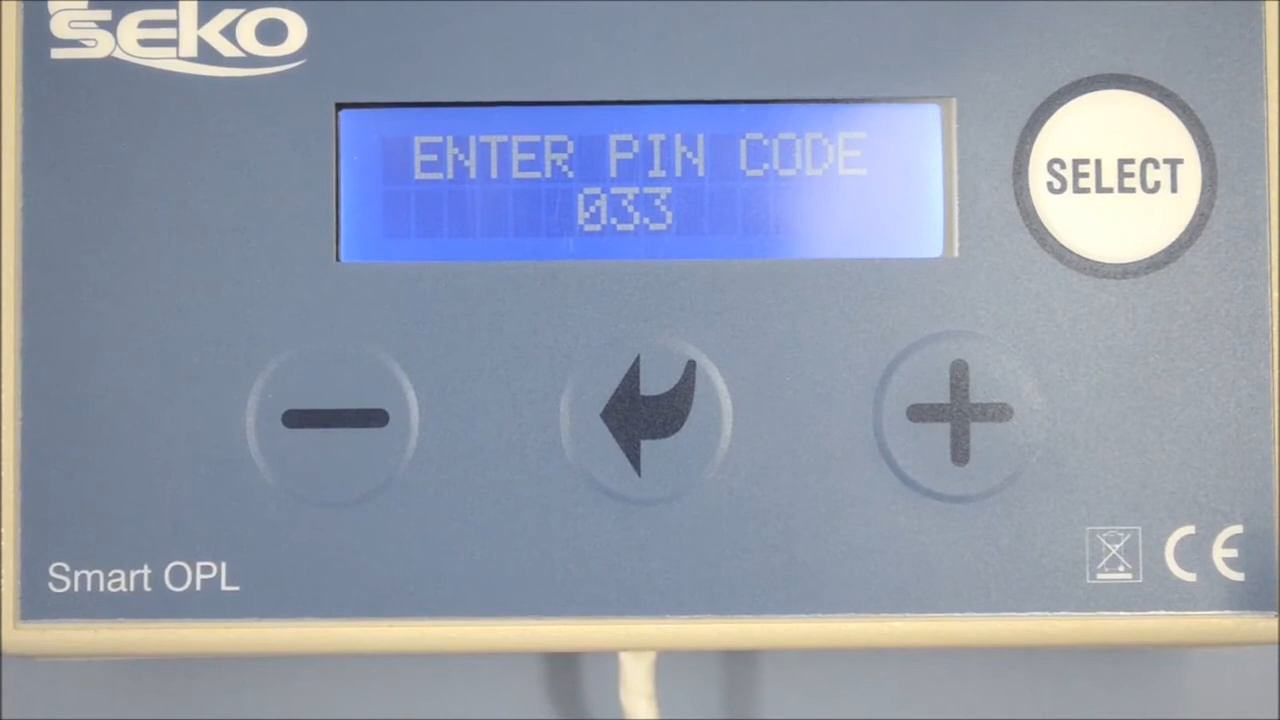 SEKO
ENTER PIN CODE
033
SELECT
Smart OPL
CE